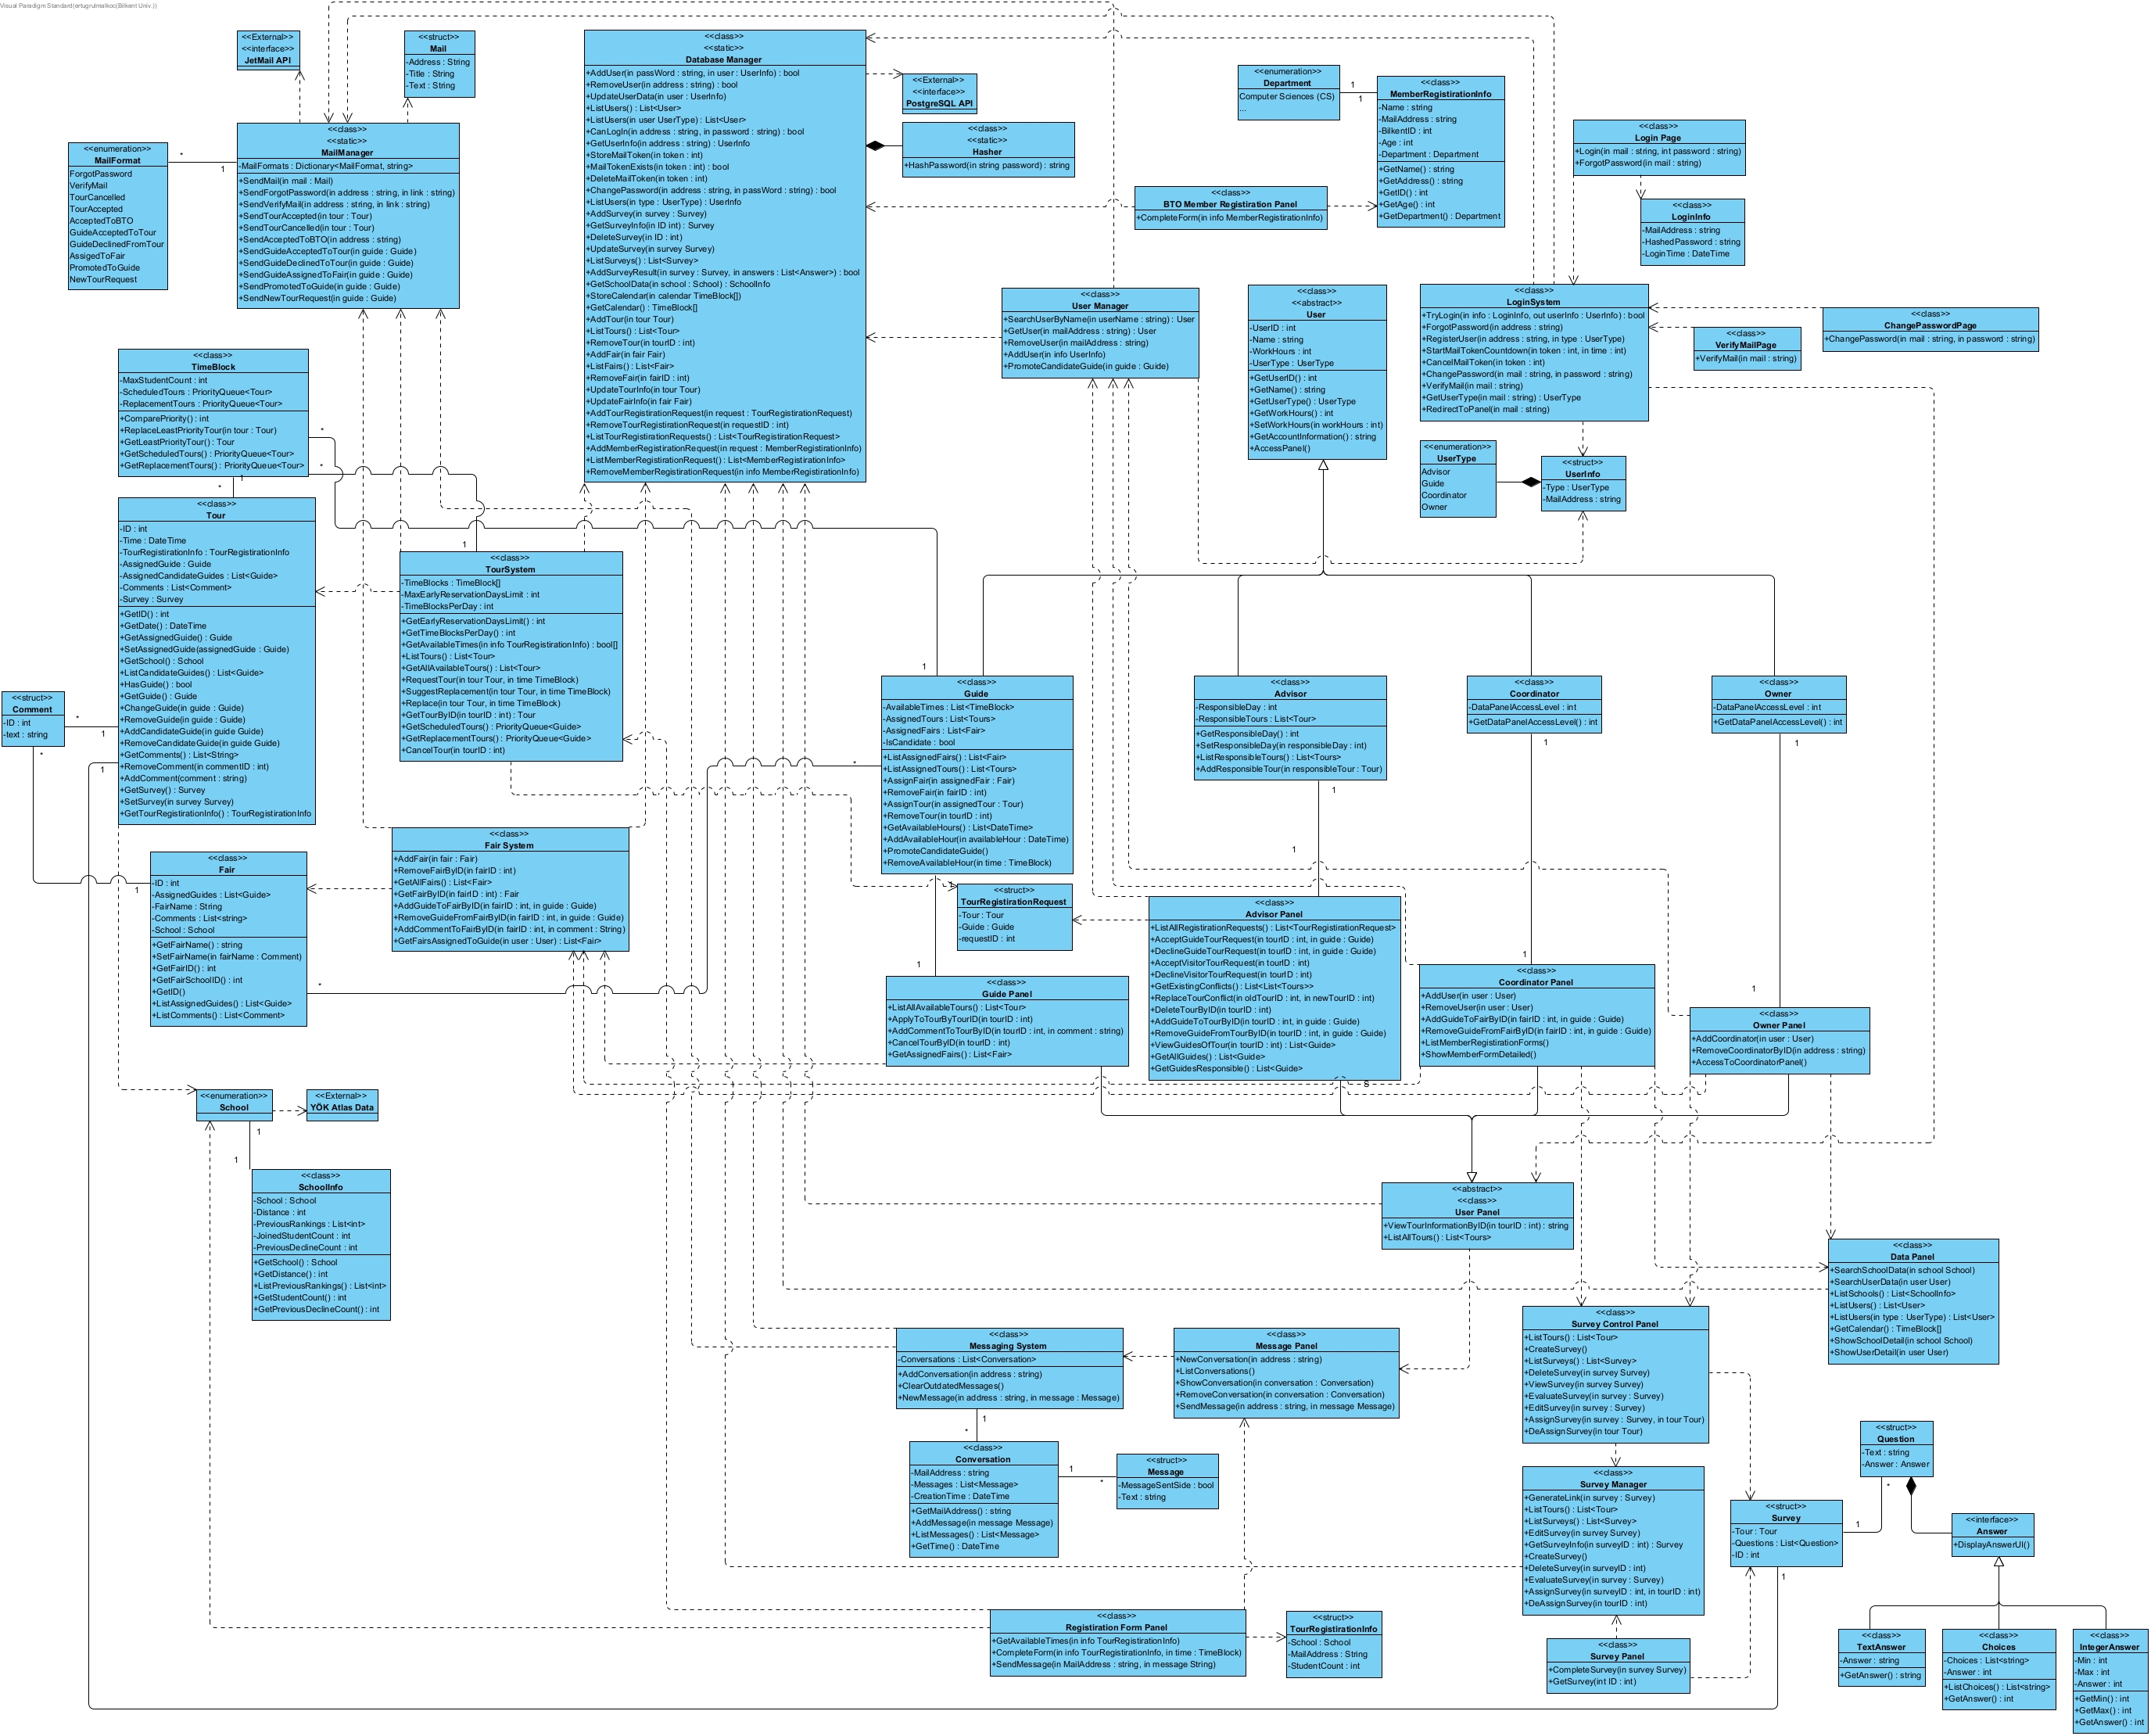 Visual Paradigm Standard(ertugrulmalkoc(Bilkent Univ.))
<<External>>
<<interface>>
JetMail API
<<struct>>
Mail
-Address : String
-Title : String
-Text : String
<<class>>
<<static>>
Database Manager
+AddUser(in passWord : string, in user : UserInfo) : bool
+RemoveUser(in address : string) : bool
+UpdateUserData(in user : UserInfo)
+ListUsers() : List<User>
+ListUsers(in user UserType) : List<User>
+CanLogIn(in address : string, in password : string) : bool
+GetUserInfo(in address : string) : UserInfo
+StoreMailToken(in token : int)
+MailTokenExists(in token : int) : bool
+DeleteMailToken(in token : int)
+ChangePassword(in address : string, in passWord : string) : bool
+ListUsers(in type : UserType) : UserInfo
+AddSurvey(in survey : Survey)
+GetSurveyInfo(in ID int) : Survey
+DeleteSurvey(in ID : int)
+UpdateSurvey(in survey Survey)
+ListSurveys() : List<Survey>
+AddSurveyResult(in survey : Survey, in answers : List<Answer>) : bool
+GetSchoolData(in school : School) : SchoolInfo
+StoreCalendar(in calendar TimeBlock[])
+GetCalendar() : TimeBlock[]
+AddTour(in tour Tour)
+ListTours() : List<Tour>
+RemoveTour(in tourID : int)
+AddFair(in fair Fair)
+ListFairs() : List<Fair>
+RemoveFair(in fairID : int)
+UpdateTourInfo(in tour Tour)
+UpdateFairInfo(in fair Fair)
+AddTourRegistirationRequest(in request : TourRegistirationRequest)
+RemoveTourRegistirationRequest(in requestID : int)
+ListTourRegistirationRequests() : List<TourRegistirationRequest>
+AddMemberRegistirationRequest(in request : MemberRegistirationInfo)
+ListMemberRegistirationRequest() : List<MemberRegistirationInfo>
+RemoveMemberRegistirationRequest(in info MemberRegistirationInfo)
<<External>>
<<interface>>
PostgreSQL API
<<class>>
<<static>>
Hasher
+HashPassword(in string password) : string
<<enumeration>>
Department
Computer Sciences (CS)
...
1
1
<<class>>
MemberRegistirationInfo
-Name : string
-MailAddress : string
-BilkentID : int
-Age : int
-Department : Department
+GetName() : string
+GetAddress() : string
+GetID() : int
+GetAge() : int
+GetDepartment() : Department
<<class>>
Login Page
+Login(in mail : string, int password : string)
+ForgotPassword(in mail : string)
<<class>>
LoginInfo
-MailAddress : string
-HashedPassword : string
-LoginTime : DateTime
<<class>>
BTO Member Registration Panel
+CompleteForm(in info MemberRegistirationInfo)
<<enumeration>>
MailFormat
ForgotPassword
VerifyMail
TourCancelled
TourAccepted
AcceptedToBTO
GuideAcceptedToTour
GuideDeclinedFromTour
AssigedToFair
PromotedToGuide
NewTourRequest
*
1
<<class>>
<<static>>
MailManager
-MailFormats : Dictionary<MailFormat, string>
+SendMail(in mail : Mail)
+SendForgotPassword(in address : string, in link : string)
+SendVerifyMail(in address : string, in link : string)
+SendTourAccepted(in tour : Tour)
+SendTourCancelled(in tour : Tour)
+SendAcceptedToBTO(in address : string)
+SendGuideAcceptedToTour(in guide : Guide)
+SendGuideDeclinedToTour(in guide : Guide)
+SendGuideAssignedToFair(in guide : Guide)
+SendPromotedToGuide(in guide : Guide)
+SendNewTourRequest(in guide : Guide)
<<class>>
User Manager
+SearchUserByName(in userName : string) : User
+GetUser(in mailAddress : string) : User
+RemoveUser(in mailAddress : string)
+AddUser(in info UserInfo)
+PromoteCandidateGuide(in guide : Guide)
<<class>>
<<abstract>>
User
-UserID : int
-Name : string
-WorkHours : int
-UserType : UserType
+GetUserID() : int
+GetName() : string
+GetUserType() : UserType
+GetWorkHours() : int
+SetWorkHours(in workHours : int)
+GetAccountInformation() : string
+AccessPanel()
<<class>>
LoginSystem
+TryLogin(in info : LoginInfo, out userInfo : UserInfo) : bool
+ForgotPassword(in address : string)
+RegisterUser(in address : string, in type : UserType)
+StartMailTokenCountdown(in token : int, in time : int)
+CancelMailToken(in token : int)
+ChangePassword(in mail : string, in password : string)
+VerifyMail(in mail : string)
+GetUserType(in mail : string) : UserType
+RedirectToPanel(in mail : string)
<<class>>
ChangePasswordPage
+ChangePassword(in mail : string, in password : string)
<<class>>
VerifyMailPage
+VerifyMail(in mail : string)
<<enumeration>>
UserType
Advisor
Guide
Coordinator
Owner
<<struct>>
UserInfo
-Type : UserType
-MailAddress : string
<<class>>
TimeBlock
-MaxStudentCount : int
-ScheduledTours : PriorityQueue<Tour>
-ReplacementTours : PriorityQueue<Tour>
+ComparePriority() : int
+ReplaceLeastPriorityTour(in tour : Tour)
+GetLeastPriorityTour() : Tour
+GetScheduledTours() : PriorityQueue<Tour>
+GetReplacementTours() : PriorityQueue<Tour>
*
*
1
*
<<class>>
Tour
-ID : int
-Time : DateTime
-TourRegistirationInfo : TourRegistirationInfo
-AssignedGuide : Guide
-AssignedCandidateGuides : List<Guide>
-Comments : List<Comment>
-Survey : Survey
+GetID() : int
+GetDate() : DateTime
+GetAssignedGuide() : Guide
+SetAssignedGuide(assignedGuide : Guide)
+GetSchool() : School
+ListCandidateGuides() : List<Guide>
+HasGuide() : bool
+GetGuide() : Guide
+ChangeGuide(in guide : Guide)
+RemoveGuide(in guide : Guide)
+AddCandidateGuide(in guide Guide)
+RemoveCandidateGuide(in guide Guide)
+GetComments() : List<String>
+RemoveComment(in commentID : int)
+AddComment(comment : string)
+GetSurvey() : Survey
+SetSurvey(in survey Survey)
+GetTourRegistirationInfo() : TourRegistirationInfo
1
<<class>>
TourSystem
-TimeBlocks : TimeBlock[]
-MaxEarlyReservationDaysLimit : int
-TimeBlocksPerDay : int
+GetEarlyReservationDaysLimit() : int
+GetTimeBlocksPerDay() : int
+GetAvailableTimes(in info TourRegistirationInfo) : bool[]
+ListTours() : List<Tour>
+GetAllAvailableTours() : List<Tour>
+RequestTour(in tour Tour, in time TimeBlock)
+SuggestReplacement(in tour Tour, in time TimeBlock)
+Replace(in tour Tour, in time TimeBlock)
+GetTourByID(in tourID : int) : Tour
+GetScheduledTours() : PriorityQueue<Guide>
+GetReplacementTours() : PriorityQueue<Guide>
+CancelTour(in tourID : int)
<<struct>>
Comment
-ID : int
-text : string
*
1
*
1
1
<<class>>
Guide
-AvailableTimes : List<TimeBlock>
-AssignedTours : List<Tours>
-AssignedFairs : List<Fair>
-IsCandidate : bool
+ListAssignedFairs() : List<Fair>
+ListAssignedTours() : List<Tours>
+AssignFair(in assignedFair : Fair)
+RemoveFair(in fairID : int)
+AssignTour(in assignedTour : Tour)
+RemoveTour(in tourID : int)
+GetAvailableHours() : List<DateTime>
+AddAvailableHour(in availableHour : DateTime)
+PromoteCandidateGuide()
+RemoveAvailableHour(in time : TimeBlock)
1
*
<<class>>
Advisor
-ResponsibleDay : int
-ResponsibleTours : List<Tour>
+GetResponsibleDay() : int
+SetResponsibleDay(in responsibleDay : int)
+ListResponsibleTours() : List<Tours>
+AddResponsibleTour(in responsibleTour : Tour)
1
1
<<class>>
Coordinator
-DataPanelAccessLevel : int
+GetDataPanelAccessLevel() : int
1
1
<<class>>
Owner
-DataPanelAccessLevel : int
+GetDataPanelAccessLevel() : int
1
1
<<class>>
Fair System
+AddFair(in fair : Fair)
+RemoveFairByID(in fairID : int)
+GetAllFairs() : List<Fair>
+GetFairByID(in fairID : int) : Fair
+AddGuideToFairByID(in fairID : int, in guide : Guide)
+RemoveGuideFromFairByID(in fairID : int, in guide : Guide)
+AddCommentToFairByID(in fairID : int, in comment : String)
+GetFairsAssignedToGuide(in user : User) : List<Fair>
<<class>>
Fair
-ID : int
-AssignedGuides : List<Guide>
-FairName : String
-Comments : List<string>
-School : School
+GetFairName() : string
+SetFairName(in fairName : Comment)
+GetFairID() : int
+GetFairSchoolID() : int
+GetID()
+ListAssignedGuides() : List<Guide>
+ListComments() : List<Comment>
*
<<struct>>
TourRegistirationRequest
-Tour : Tour
-Guide : Guide
-requestID : int
1
<<class>>
Guide Panel
+ListAllAvailableTours() : List<Tour>
+ApplyToTourByTourID(in tourID : int)
+AddCommentToTourByID(in tourID : int, in comment : string)
+CancelTourByID(in tourID : int)
+GetAssignedFairs() : List<Fair>
<<class>>
Advisor Panel
+ListAllRegistirationRequests() : List<TourRegistirationRequest>
+AcceptGuideTourRequest(in tourID : int, in guide : Guide)
+DeclineGuideTourRequest(in tourID : int, in guide : Guide)
+AcceptVisitorTourRequest(in tourID : int)
+DeclineVisitorTourRequest(in tourID : int)
+GetExistingConflicts() : List<List<Tours>>
+ReplaceTourConflict(in oldTourID : int, in newTourID : int)
+DeleteTourByID(in tourID : int)
+AddGuideToTourByID(in tourID : int, in guide : Guide)
+RemoveGuideFromTourByID(in tourID : int, in guide : Guide)
+ViewGuidesOfTour(in tourID : int) : List<Guide>
+GetAllGuides() : List<Guide>
+GetGuidesResponsible() : List<Guide>
S
<<class>>
Coordinator Panel
+AddUser(in user : User)
+RemoveUser(in user : User)
+AddGuideToFairByID(in fairID : int, in guide : Guide)
+RemoveGuideFromFairByID(in fairID : int, in guide : Guide)
+ListMemberRegistrationForms()
+ShowMemberFormDetailed()
<<class>>
Owner Panel
+AddCoordinator(in user : User)
+RemoveCoordinatorByID(in address : string)
+AccessToCoordinatorPanel()
<<enumeration>>
School
<<External>>
YÖK Atlas Data
1
1
<<class>>
SchoolInfo
-School : School
-Distance : int
-PreviousRankings : List<int>
-JoinedStudentCount : int
-PreviousDeclineCount : int
+GetSchool() : School
+GetDistance() : int
+ListPreviousRankings() : List<int>
+GetStudentCount() : int
+GetPreviousDeclineCount() : int
<<abstract>>
<<class>>
User Panel
+ViewTourInformationByID(in tourID : int) : string
+ListAllTours() : List<Tours>
<<class>>
Data Panel
+SearchSchoolData(in school School)
+SearchUserData(in user User)
+ListSchools() : List<SchoolInfo>
+ListUsers() : List<User>
+ListUsers(in type : UserType) : List<User>
+GetCalendar() : TimeBlock[]
+ShowSchoolDetail(in school School)
+ShowUserDetail(in user User)
<<class>>
Survey Control Panel
+ListTours() : List<Tour>
+CreateSurvey()
+ListSurveys() : List<Survey>
+DeleteSurvey(in survey Survey)
+ViewSurvey(in survey Survey)
+EvaluateSurvey(in survey : Survey)
+EditSurvey(in survey : Survey)
+AssignSurvey(in survey : Survey, in tour Tour)
+DeAssignSurvey(in tour Tour)
<<class>>
Messaging System
-Conversations : List<Conversation>
+AddConversation(in address : string)
+ClearOutdatedMessages()
+NewMessage(in address : string, in message : Message)
1
*
<<class>>
Message Panel
+NewConversation(in address : string)
+ListConversations()
+ShowConversation(in conversation : Conversation)
+RemoveConversation(in conversation : Conversation)
+SendMessage(in address : string, in message Message)
<<class>>
Conversation
-MailAddress : string
-Messages : List<Message>
-CreationTime : DateTime
+GetMailAddress() : string
+AddMessage(in message Message)
+ListMessages() : List<Message>
+GetTime() : DateTime
1
*
<<struct>>
Message
-MessageSentSide : bool
-Text : string
<<class>>
Survey Manager
+GenerateLink(in survey : Survey)
+ListTours() : List<Tour>
+ListSurveys() : List<Survey>
+EditSurvey(in survey Survey)
+GetSurveyInfo(in surveyID : int) : Survey
+CreateSurvey()
+DeleteSurvey(in surveyID : int)
+EvaluateSurvey(in survey : Survey)
+AssignSurvey(in surveyID : int, in tourID : int)
+DeAssignSurvey(in tourID : int)
<<struct>>
Question
-Text : string
-Answer : Answer
*
1
<<struct>>
Survey
-Tour : Tour
-Questions : List<Question>
-ID : int
1
<<interface>>
Answer
+DisplayAnswerUI()
<<class>>
Registiration Form Panel
+GetAvailableTimes(in info TourRegistirationInfo)
+CompleteForm(in info TourRegistirationInfo, in time : TimeBlock)
+SendMessage(in MailAddress : string, in message String)
<<struct>>
TourRegistirationInfo
-School : School
-MailAddress : String
-StudentCount : int
<<class>>
Survey Panel
+CompleteSurvey(in survey Survey)
+GetSurvey(int ID : int)
<<class>>
TextAnswer
-Answer : string
+GetAnswer() : string
<<class>>
Choices
-Choices : List<string>
-Answer : int
+ListChoices() : List<string>
+GetAnswer() : int
<<class>>
IntegerAnswer
-Min : int
-Max : int
-Answer : int
+GetMin() : int
+GetMax() : int
+GetAnswer() : int